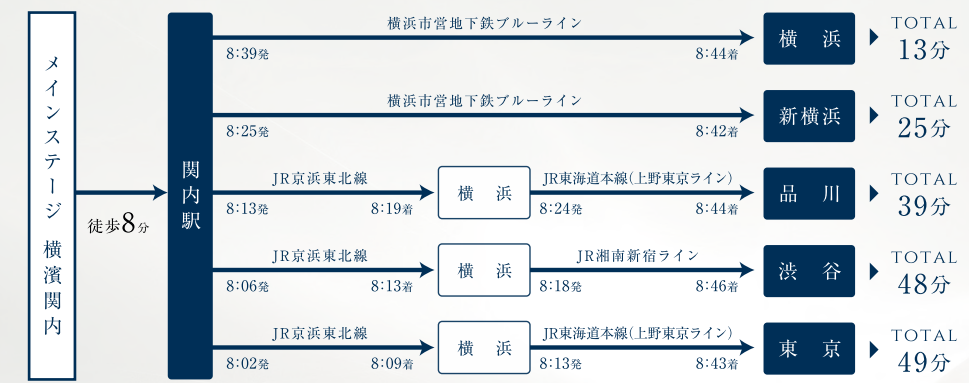 メインステージ 横濱関内
徒歩8分
関内駅
横浜市営地下鉄ブルーライン
8:39発 8:44着
横浜
TOTAL
13分
横浜市営地下鉄ブルーライン
8:25発 8:42着
新横浜
TOTAL
25分
JR京浜東北線
8:13発 8:19着
横浜
JR東海道本線(上野東京ライン)
8:24発 8:44着
品川
TOTAL
39分
JR京浜東北線
8:06発 8:13着
横浜
JR湘南新宿ライン
8:18発 8:46着
渋谷
TOTAL
48分
JR京浜東北線
8:02発 8:09着
横浜
JR東海道本線(上野東京ライン)
8:13発 8:43着
東京
TOTAL
49分